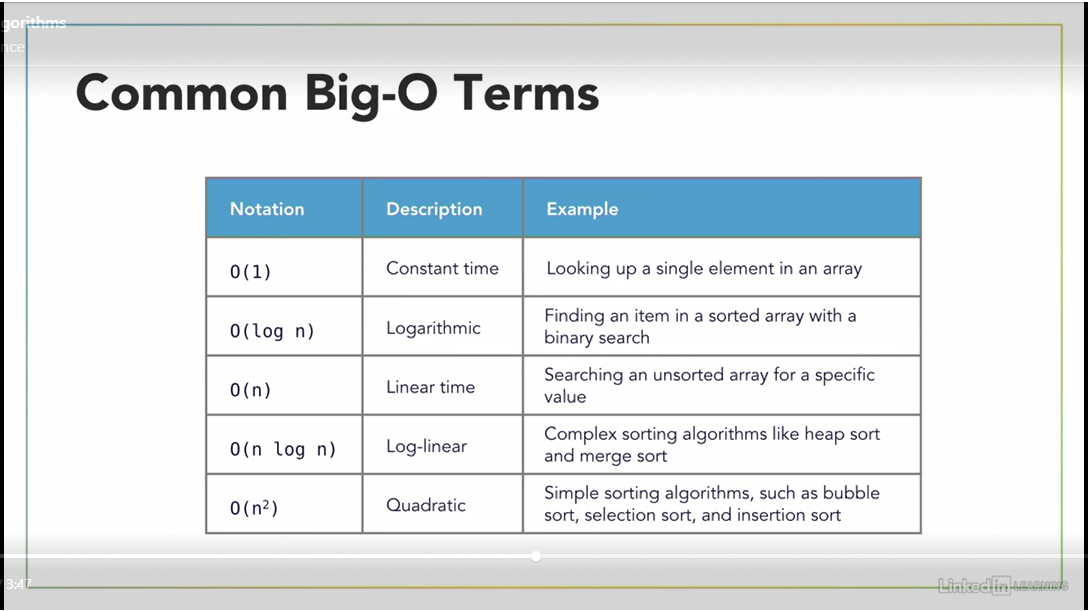 gorithms
nce
Common Big-O Terms
Notation Description Example
O(1) Constant time Looking up a single element in an array
O(log n) Logarithmic Finding an item in a sorted array with a
binary search
O(n) Linear time Searching an unsorted array for a specific
value
O(n log n) Log-linear Complex sorting algorithms like heap sort
and merge sort
O(n²) Quadratic Simple sorting algorithms, such as bubble
sort, selection sort, and insertion sort
/ 3:47
LinkedIn LEARNING